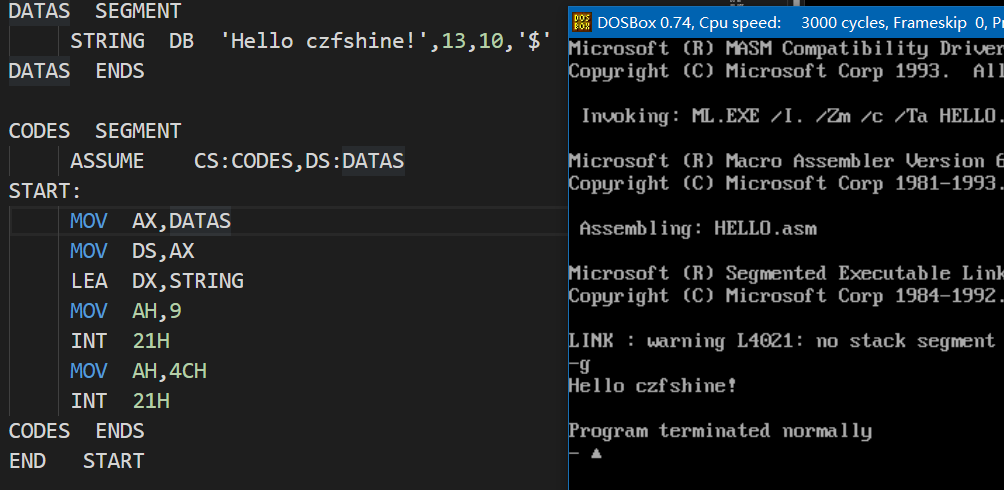 DATAS SEGMENT
STRING DB 'Hello czfshine!',13,10,'$'
DATAS ENDS
CODES SEGMENT
ASSUME CS:CODES,DS:DATAS
START:
MOV AX,DATAS
MOV DS,AX
LEA DX,STRING
MOV AH,9
INT 21H
MOV AH,4CH
INT 21H
CODES ENDS
END START
DOS
BOX
DOSBox 0.74, Cpu speed: 3000 cycles, Frameskip 0,
Microsoft (R) MASM Compatibility
Copyright (C) Microsoft Corp 1993.
Invoking: ML.EXE /I. /Zm /c /Ta HELLO.
Microsoft (R) Macro Assembler Version 6
Copyright (C) Microsoft Corp 1981-1993.
Assembling: HELLO.asm
Microsoft (R) Segmented Executable
Copyright (C) Microsoft Corp 1984-1992.
LINK : warning L4021: no stack segment
-g
Hello czfshine!
Program terminated normally
-